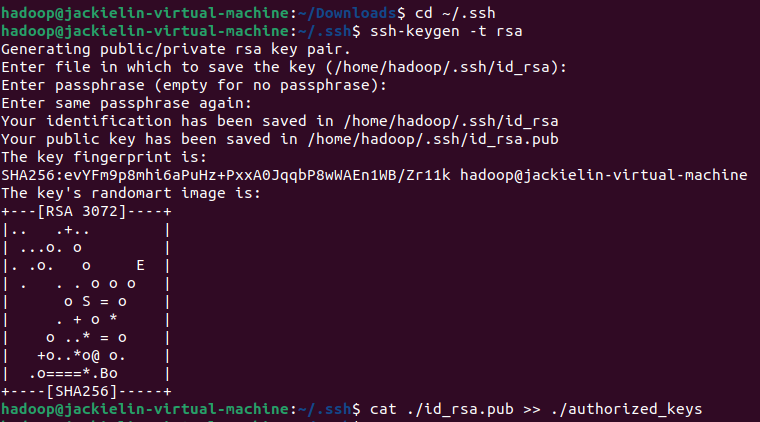 hadoop@jackielin-virtual-machine:~/Downloads$ cd ~/.ssh
hadoop@jackielin-virtual-machine:~/.ssh$ ssh-keygen -t rsa
Generating public/private rsa key pair.
Enter file in which to save the key (/home/hadoop/.ssh/id_rsa):
Enter passphrase (empty for no passphrase):
Enter same passphrase again:
Your identification has been saved in /home/hadoop/.ssh/id_rsa
Your public key has been saved in /home/hadoop/.ssh/id_rsa.pub
The key fingerprint is:
SHA256:evYFm9p8mhi6aPuHz+PxxA0JqqbP8wWAEn1WB/Zr11k hadoop@jackielin-virtual-machine
The key's randomart image is:
+---[RSA 3072]----+
|..   .+..        |
| ...o. o         |
|. .o.   o     E  |
| .   . . o o o   |
|      o S = o    |
|     . + o *     |
|    o ..* = o    |
|   +o..*o@ o.    |
|  .o====*.Bo     |
+----[SHA256]-----+
hadoop@jackielin-virtual-machine:~/.ssh$ cat ./id_rsa.pub >> ./authorized_keys